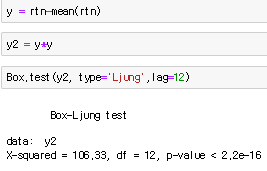 y = rtn-mean(rtn)
y2 = y*y
Box.test(y2, type='Ljung',lag=12)
Box-Ljung test
data: y2
X-squared = 106.33, df = 12, p-value < 2.2e-16